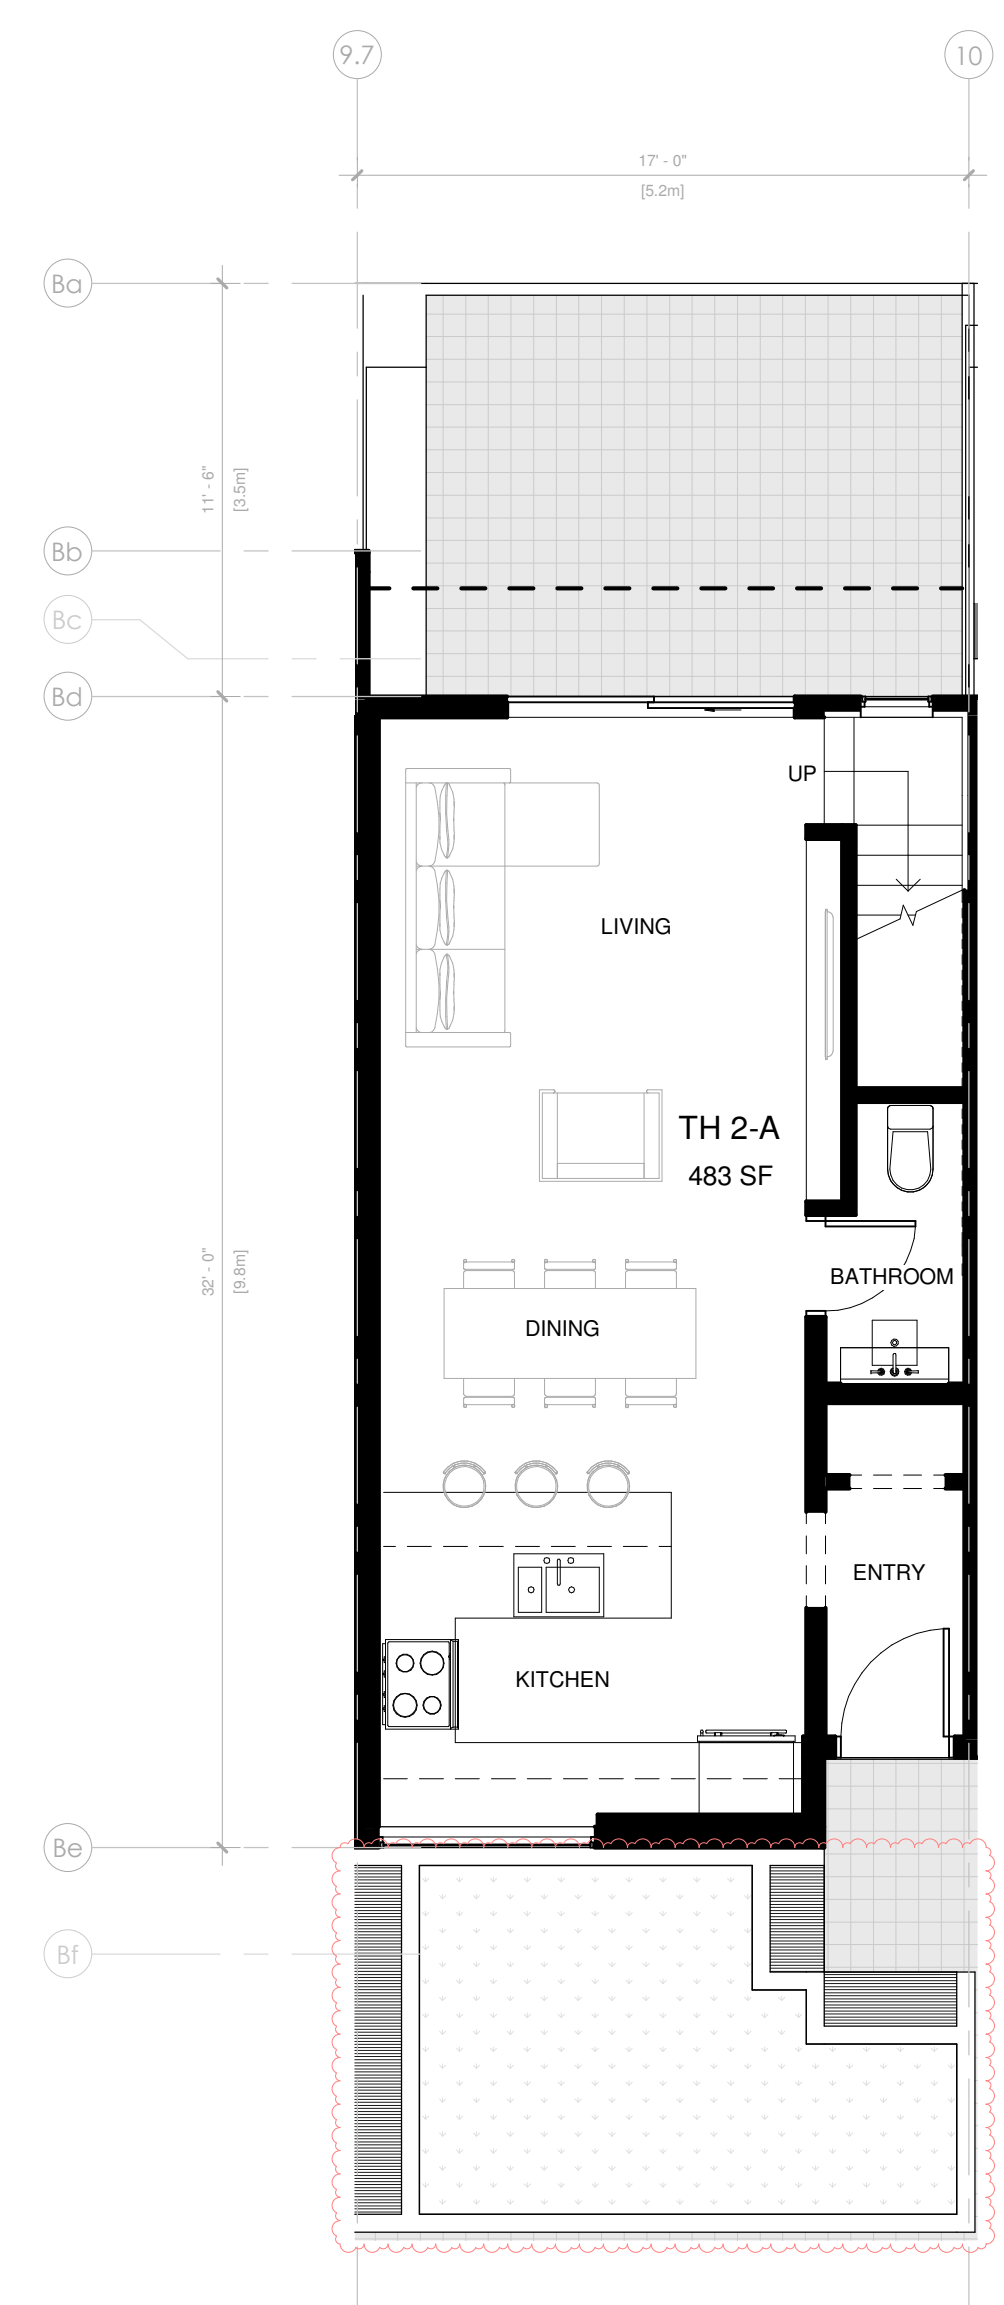 9.7
10
17' - 0"
[5.2m]
Ba
11' - 6"
[3.5m]
Bb
Bc
Bd
UP
LIVING
TH 2-A
483 SF
32' - 0"
[9.8m]
BATHROOM
DINING
ENTRY
KITCHEN
Be
Bf